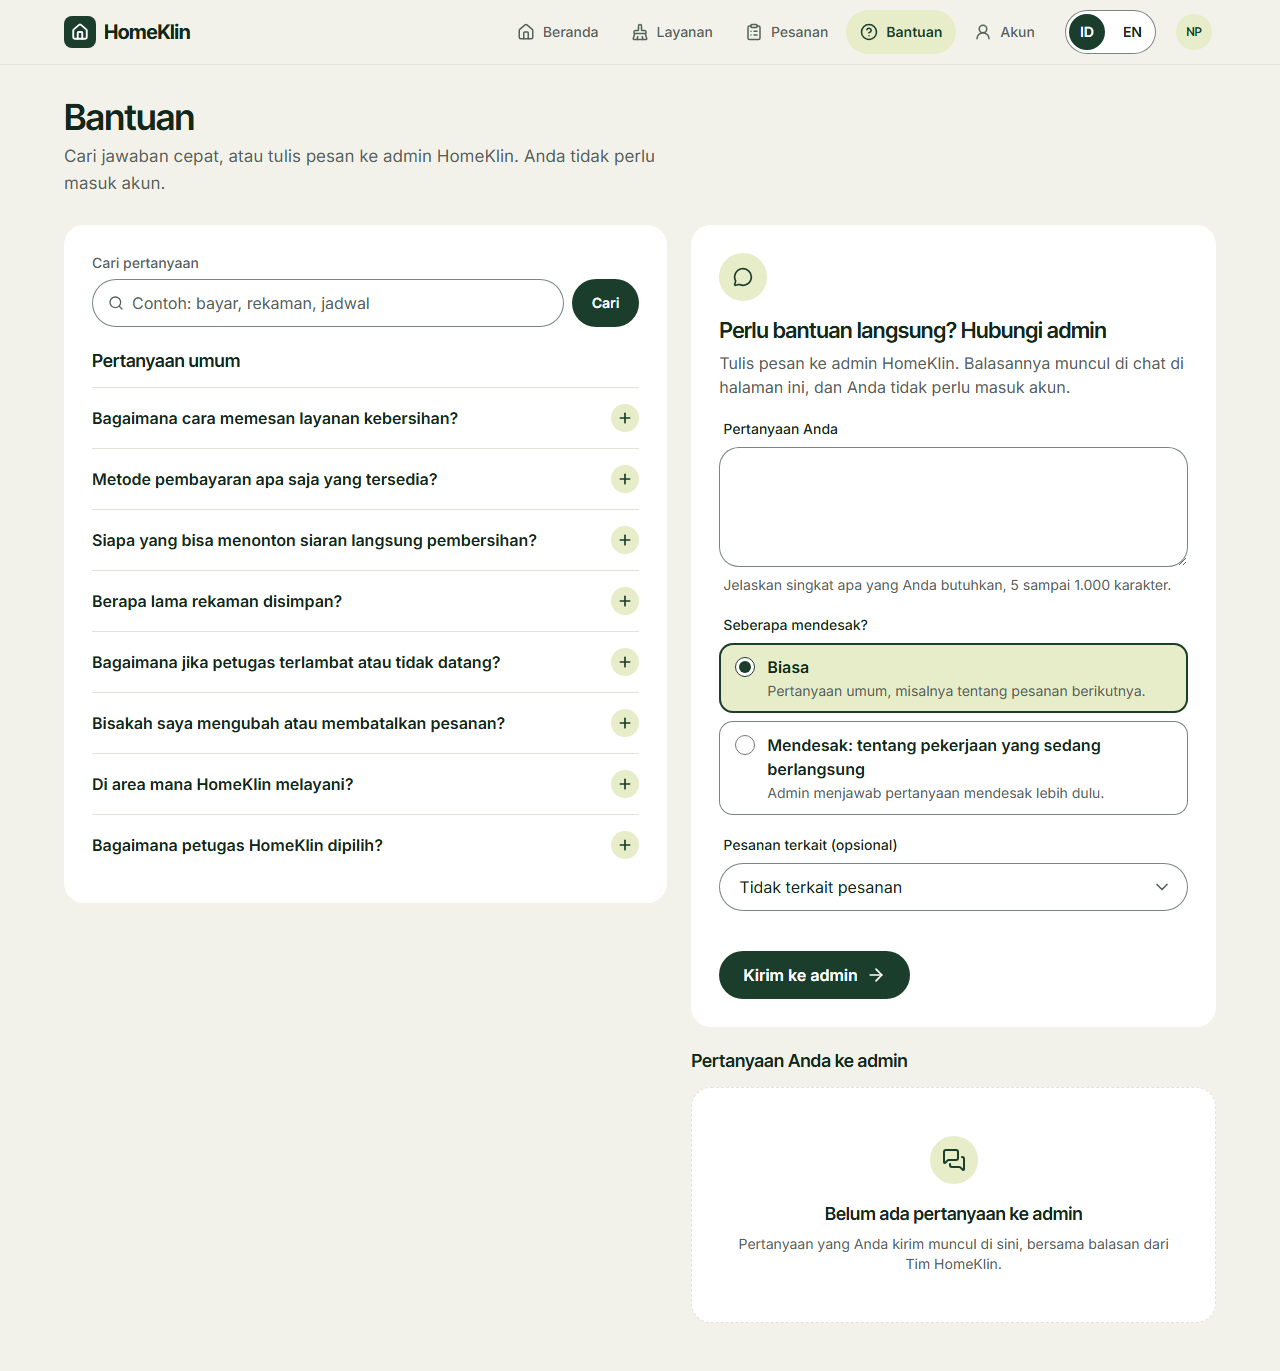 HomeKlin
Beranda
Layanan
Pesanan
Bantuan
Akun
ID
EN
NP
Bantuan
Cari jawaban cepat, atau tulis pesan ke admin HomeKlin. Anda tidak perlu
masuk akun.
Cari pertanyaan
Contoh: bayar, rekaman, jadwal
Cari
Pertanyaan umum
Bagaimana cara memesan layanan kebersihan?
Metode pembayaran apa saja yang tersedia?
Siapa yang bisa menonton siaran langsung pembersihan?
Berapa lama rekaman disimpan?
Bagaimana jika petugas terlambat atau tidak datang?
Bisakah saya mengubah atau membatalkan pesanan?
Di area mana HomeKlin melayani?
Bagaimana petugas HomeKlin dipilih?
Perlu bantuan langsung? Hubungi admin
Tulis pesan ke admin HomeKlin. Balasannya muncul di chat di
halaman ini, dan Anda tidak perlu masuk akun.
Pertanyaan Anda
Jelaskan singkat apa yang Anda butuhkan, 5 sampai 1.000 karakter.
Seberapa mendesak?
Biasa
Pertanyaan umum, misalnya tentang pesanan berikutnya.
Mendesak: tentang pekerjaan yang sedang
berlangsung
Admin menjawab pertanyaan mendesak lebih dulu.
Pesanan terkait (opsional)
Tidak terkait pesanan
Kirim ke admin
Pertanyaan Anda ke admin
Belum ada pertanyaan ke admin
Pertanyaan yang Anda kirim muncul di sini, bersama balasan dari
Tim HomeKlin.